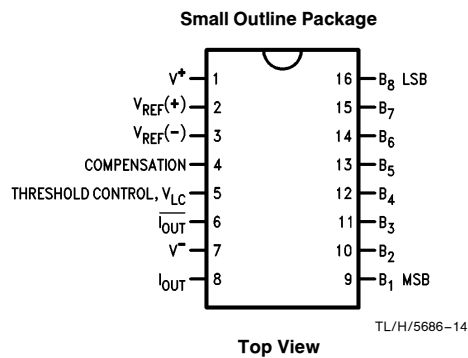 Small Outline Package
V+ 1 16 B8 LSB
VREF(+) 2 15 B7
VREF(−) 3 14 B6
COMPENSATION 4 13 B5
THRESHOLD CONTROL, VLC 5 12 B4
IOUT 6 11 B3
V− 7 10 B2
IOUT 8 9 B1 MSB
TL/H/5686–14
Top View